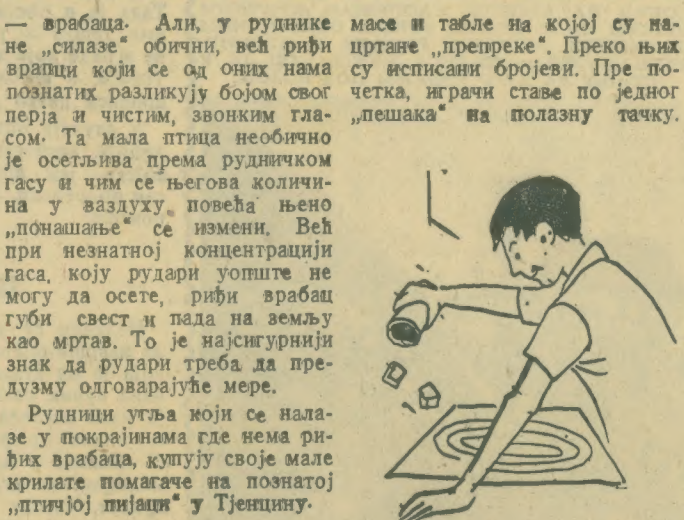 — врабаца. Али, у руднике
не „силазе“ обични, већ риђи
врапци који се од оних нама
познатих разликују бојом свог
перја и чистим, звонким гла-
сом. Та мала птица необично
је осетљива према рудничком
гасу и чим се његова количи-
на у ваздуху повећа њено
„понашање“ се измени. Већ
при незнатној концентрацији
гаса, коју рудари уопште не
могу да осете, риђи врабац
губи свест и пада на земљу
као мртав. То је најсигурнији
знак да рудари треба да пре-
дузму одговарајуће мере.
Рудници угља који се нала-
зе у покрајинама где нема ри-
ђих врабаца, купују своје мале
крилате помагаче на познатој
„птичјој пијаци“ у Тјенцину.
масе и табле на којој су на-
цртане „препреке“. Преко њих
су исписани бројеви. Пре по-
четка, играчи ставе по једног
„пешака“ на полазну тачку.